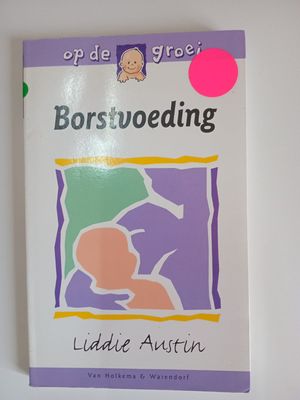 op de groei
Borstvoeding
Liddie Austin
Van Holkema & Warendorf